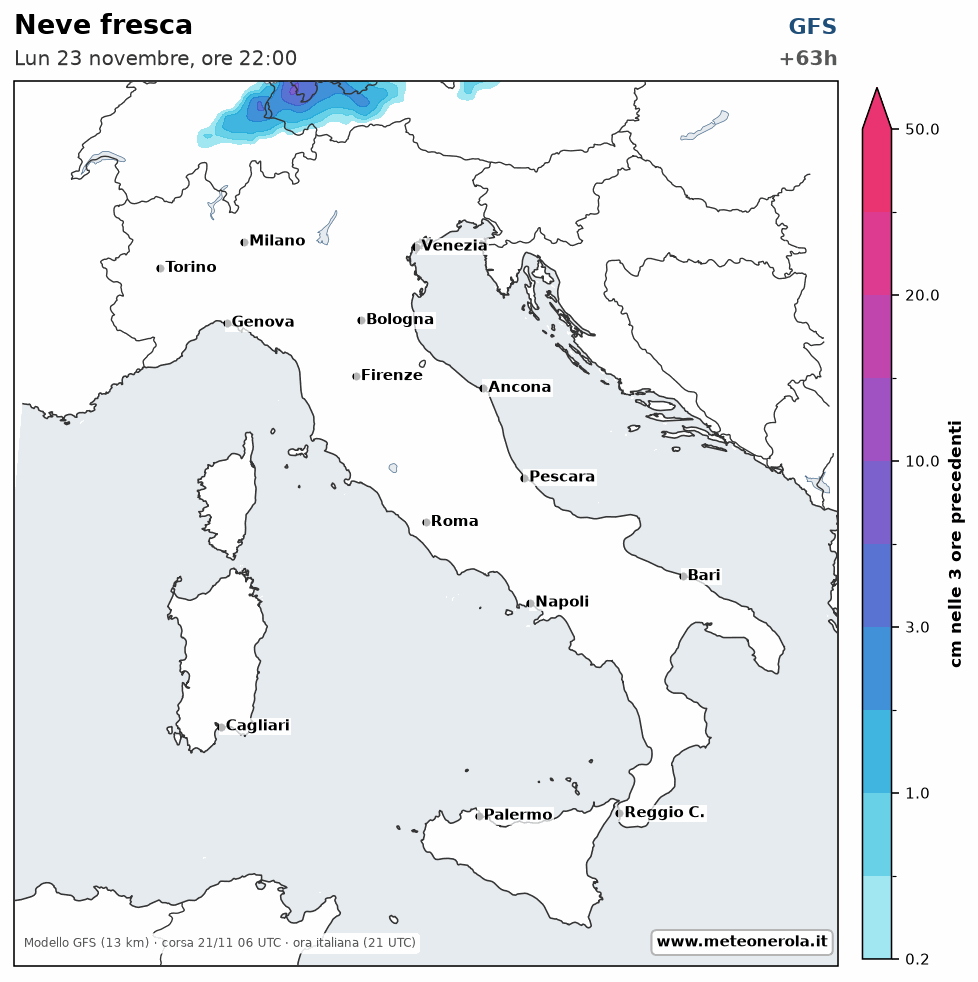 Neve fresca
GFS
Lun 23 novembre, ore 22:00
+63h
Milano
Venezia
Torino
Genova
Bologna
Firenze
Ancona
Pescara
Roma
Bari
Napoli
Cagliari
Palermo
Reggio C.
Modello GFS (13 km) · corsa 21/11 06 UTC · ora italiana (21 UTC)
www.meteonerola.it
50.0
20.0
10.0
3.0
1.0
0.2
cm nelle 3 ore precedenti